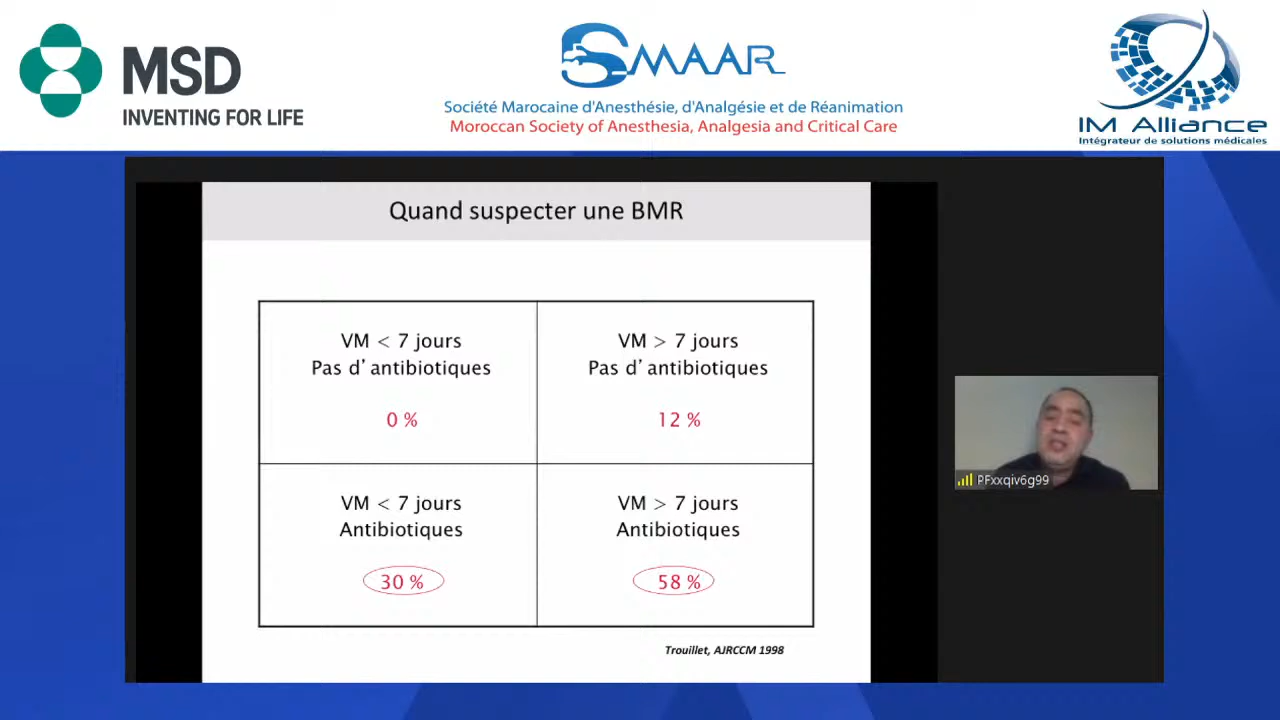 MSD
INVENTING FOR LIFE
SMAAR
Société Marocaine d'Anesthésie, d'Analgésie et de Réanimation
Moroccan Society of Anesthesia, Analgesia and Critical Care
IM Alliance
Intégrateur de solutions médicales
Quand suspecter une BMR
VM < 7 jours
Pas d' antibiotiques
0 %
VM > 7 jours
Pas d' antibiotiques
12 %
VM < 7 jours
Antibiotiques
30 %
VM > 7 jours
Antibiotiques
58 %
Trouillet, AJRCCM 1998
PFxxqiv6g99